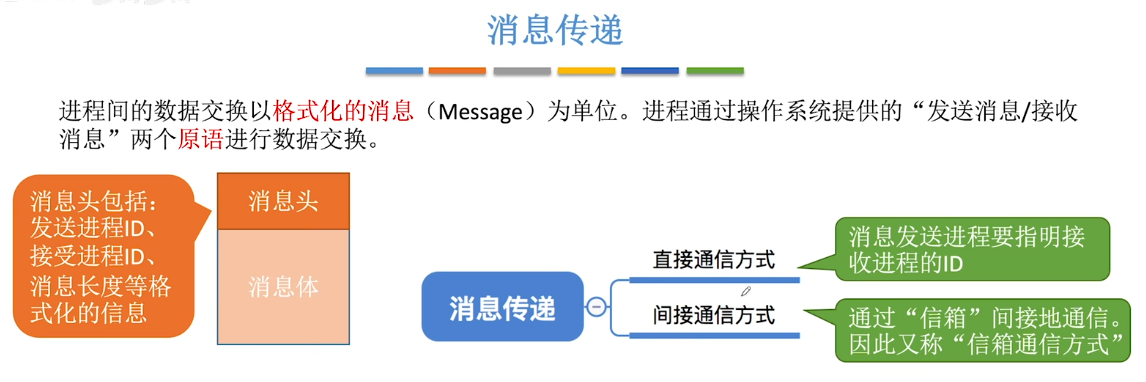 消息传递
进程间的数据交换以格式化的消息（Message）为单位。进程通过操作系统提供的“发送消息/接收
消息”两个原语进行数据交换。
消息头包括：
发送进程ID、
接受进程ID、
消息长度等格
式化的信息
消息头
消息体
消息传递
直接通信方式
消息发送进程要指明接
收进程的ID
间接通信方式
通过“信箱”间接地通信。
因此又称“信箱通信方式”